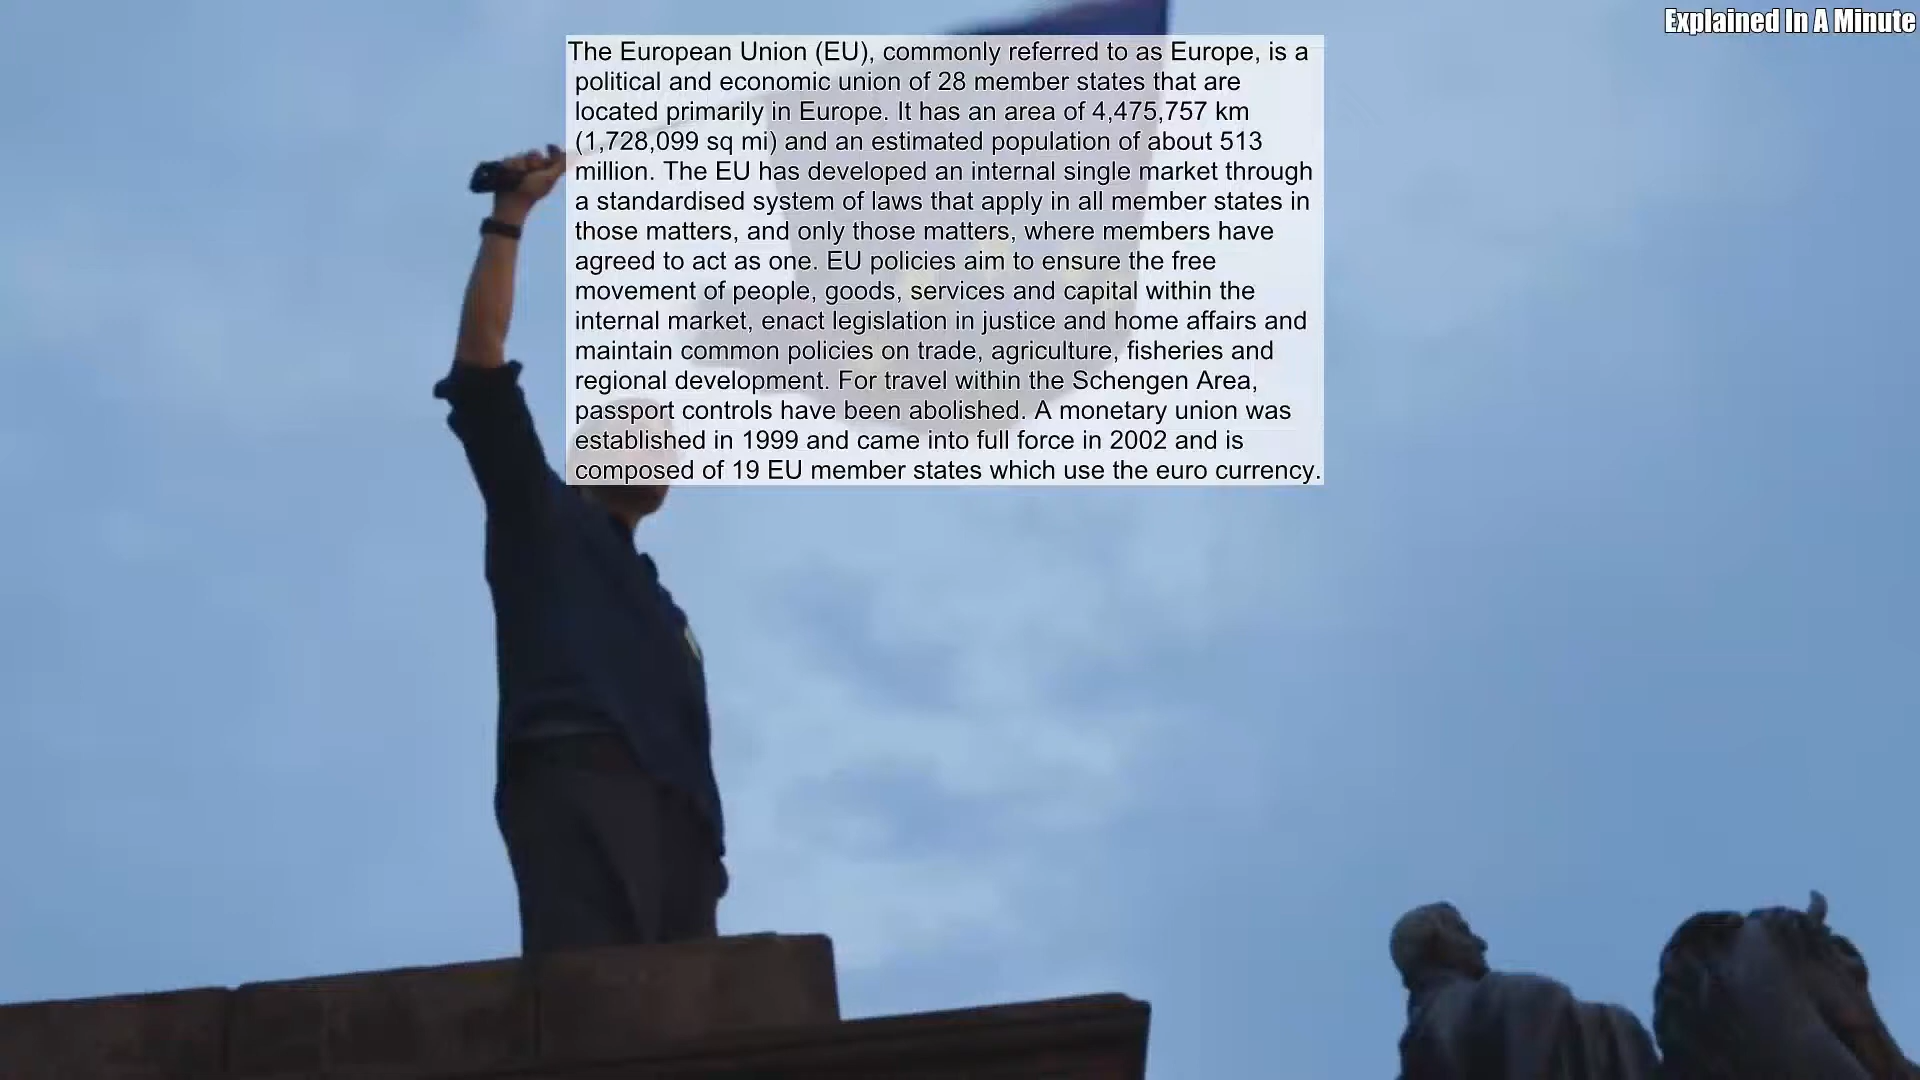 Explained In A Minute
The European Union (EU), commonly referred to as Europe, is a
political and economic union of 28 member states that are
located primarily in Europe. It has an area of 4,475,757 km
(1,728,099 sq mi) and an estimated population of about 513
million. The EU has developed an internal single market through
a standardised system of laws that apply in all member states in
those matters, and only those matters, where members have
agreed to act as one. EU policies aim to ensure the free
movement of people, goods, services and capital within the
internal market, enact legislation in justice and home affairs and
maintain common policies on trade, agriculture, fisheries and
regional development. For travel within the Schengen Area,
passport controls have been abolished. A monetary union was
established in 1999 and came into full force in 2002 and is
composed of 19 EU member states which use the euro currency.